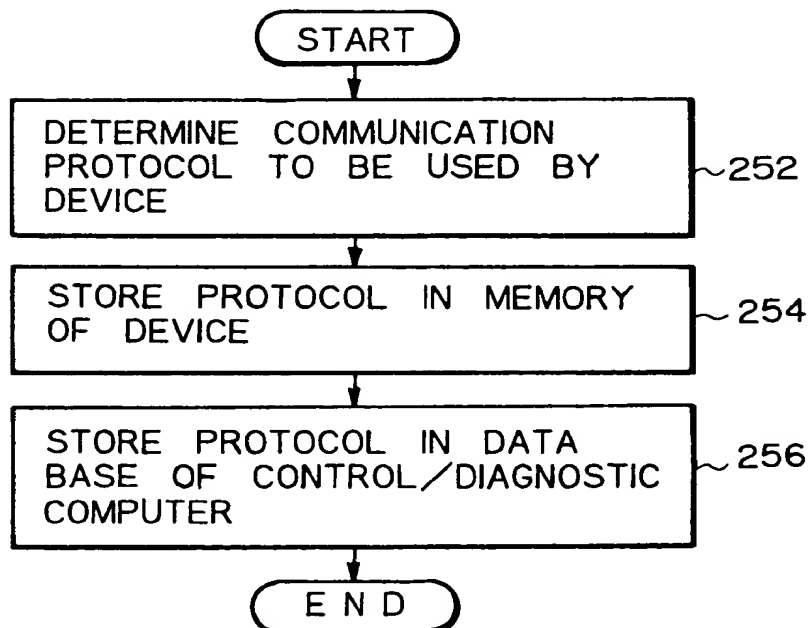 START
DETERMINE COMMUNICATION
PROTOCOL TO BE USED BY
DEVICE
252
STORE PROTOCOL IN MEMORY
OF DEVICE
254
STORE PROTOCOL IN DATA
BASE OF CONTROL/DIAGNOSTIC
COMPUTER
256
END